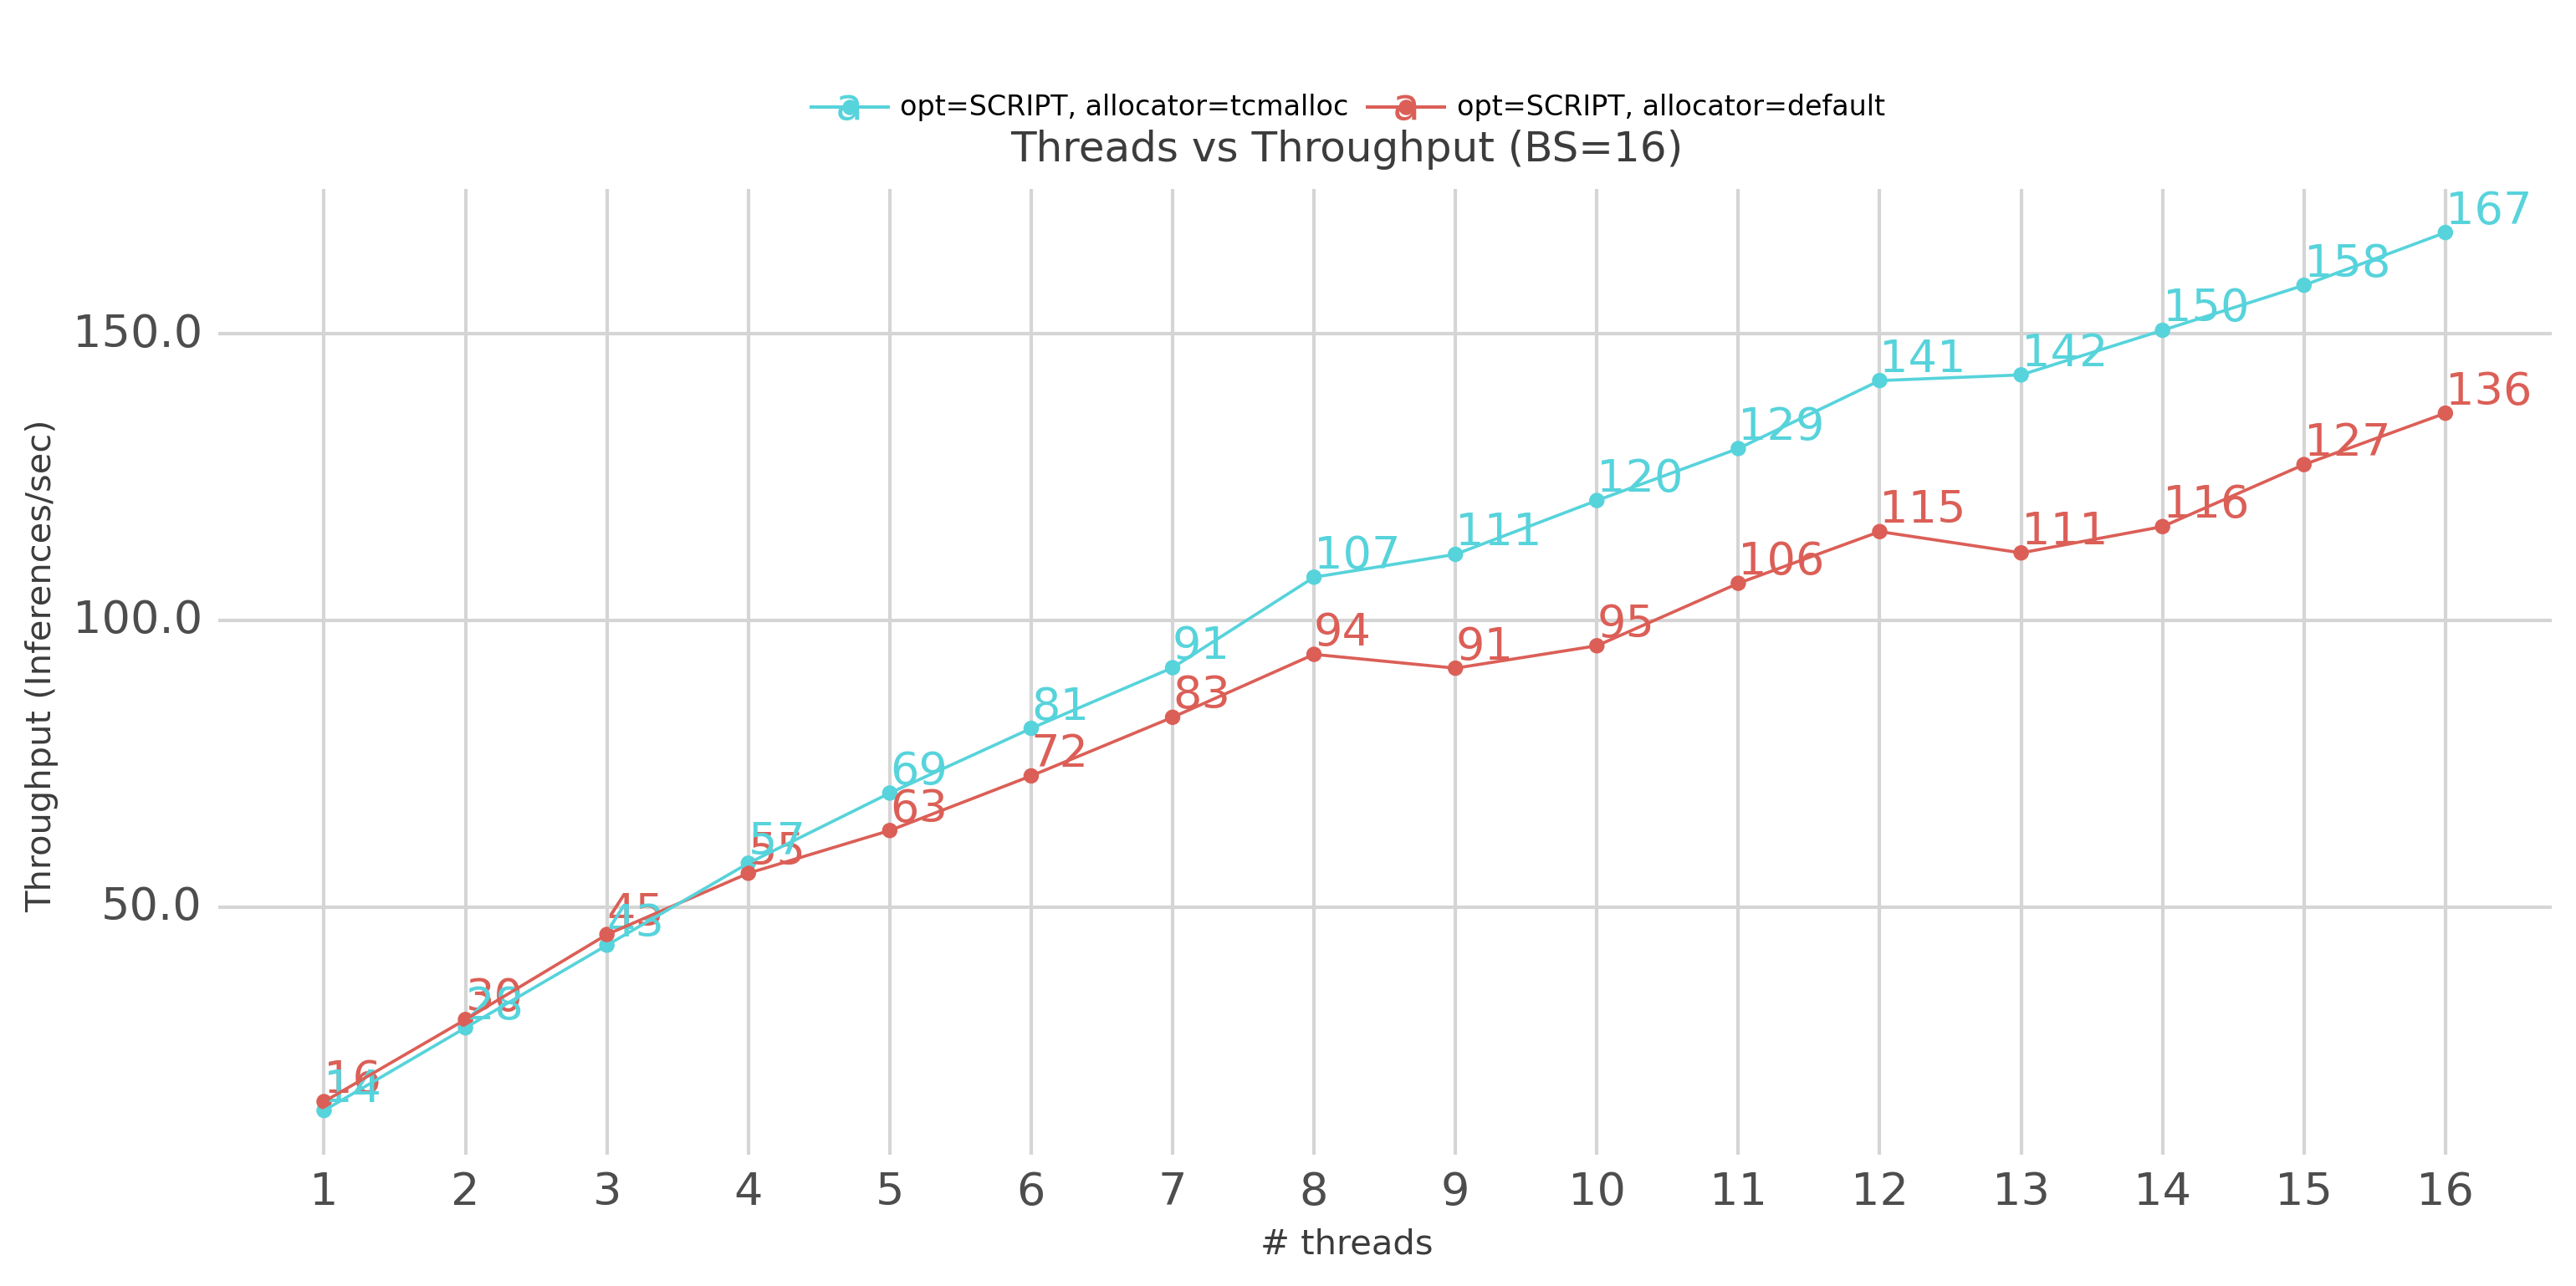 a opt=SCRIPT, allocator=tcmalloc a opt=SCRIPT, allocator=default
Threads vs Throughput (BS=16)
Throughput (Inferences/sec)
150.0
100.0
50.0
14 28 43 57 69 81 91 107 111 120 129 141 142 150 158 167
16 30 45 55 63 72 83 94 91 95 106 115 111 116 127 136
1 2 3 4 5 6 7 8 9 10 11 12 13 14 15 16
# threads